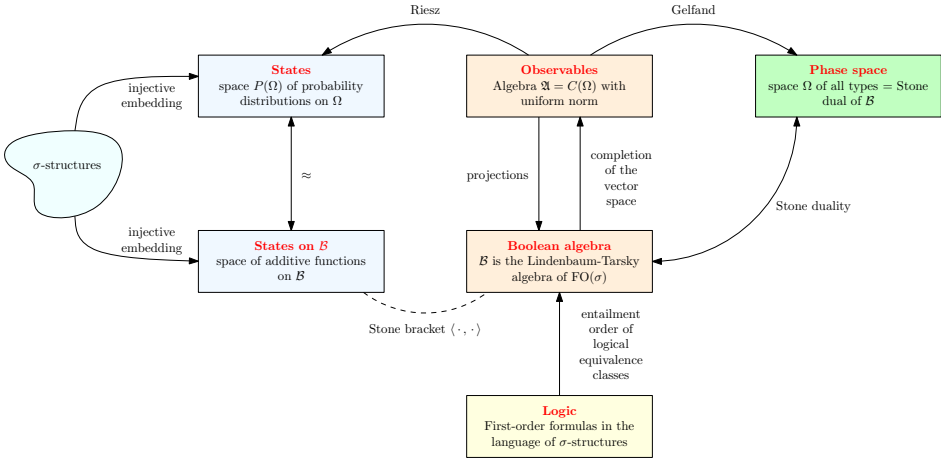 Riesz
Gelfand
States
space P(Ω) of probability
distributions on Ω
Observables
Algebra 𝔄 = C(Ω) with
uniform norm
Phase space
space Ω of all types = Stone
dual of ℬ
injective
embedding
σ-structures
≈
projections
completion
of the
vector
space
Stone duality
injective
embedding
States on ℬ
space of additive functions
on ℬ
Boolean algebra
ℬ is the Lindenbaum-Tarsky
algebra of FO(σ)
Stone bracket ⟨ · , · ⟩
entailment
order of
logical
equivalence
classes
Logic
First-order formulas in the
language of σ-structures